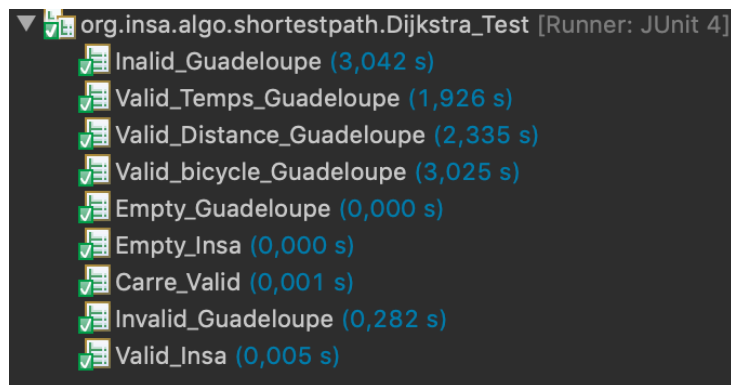 org.insa.algo.shortestpath.Dijkstra_Test [Runner: JUnit 4]
Inalid_Guadeloupe (3,042 s)
Valid_Temps_Guadeloupe (1,926 s)
Valid_Distance_Guadeloupe (2,335 s)
Valid_bicycle_Guadeloupe (3,025 s)
Empty_Guadeloupe (0,000 s)
Empty_Insa (0,000 s)
Carre_Valid (0,001 s)
Invalid_Guadeloupe (0,282 s)
Valid_Insa (0,005 s)